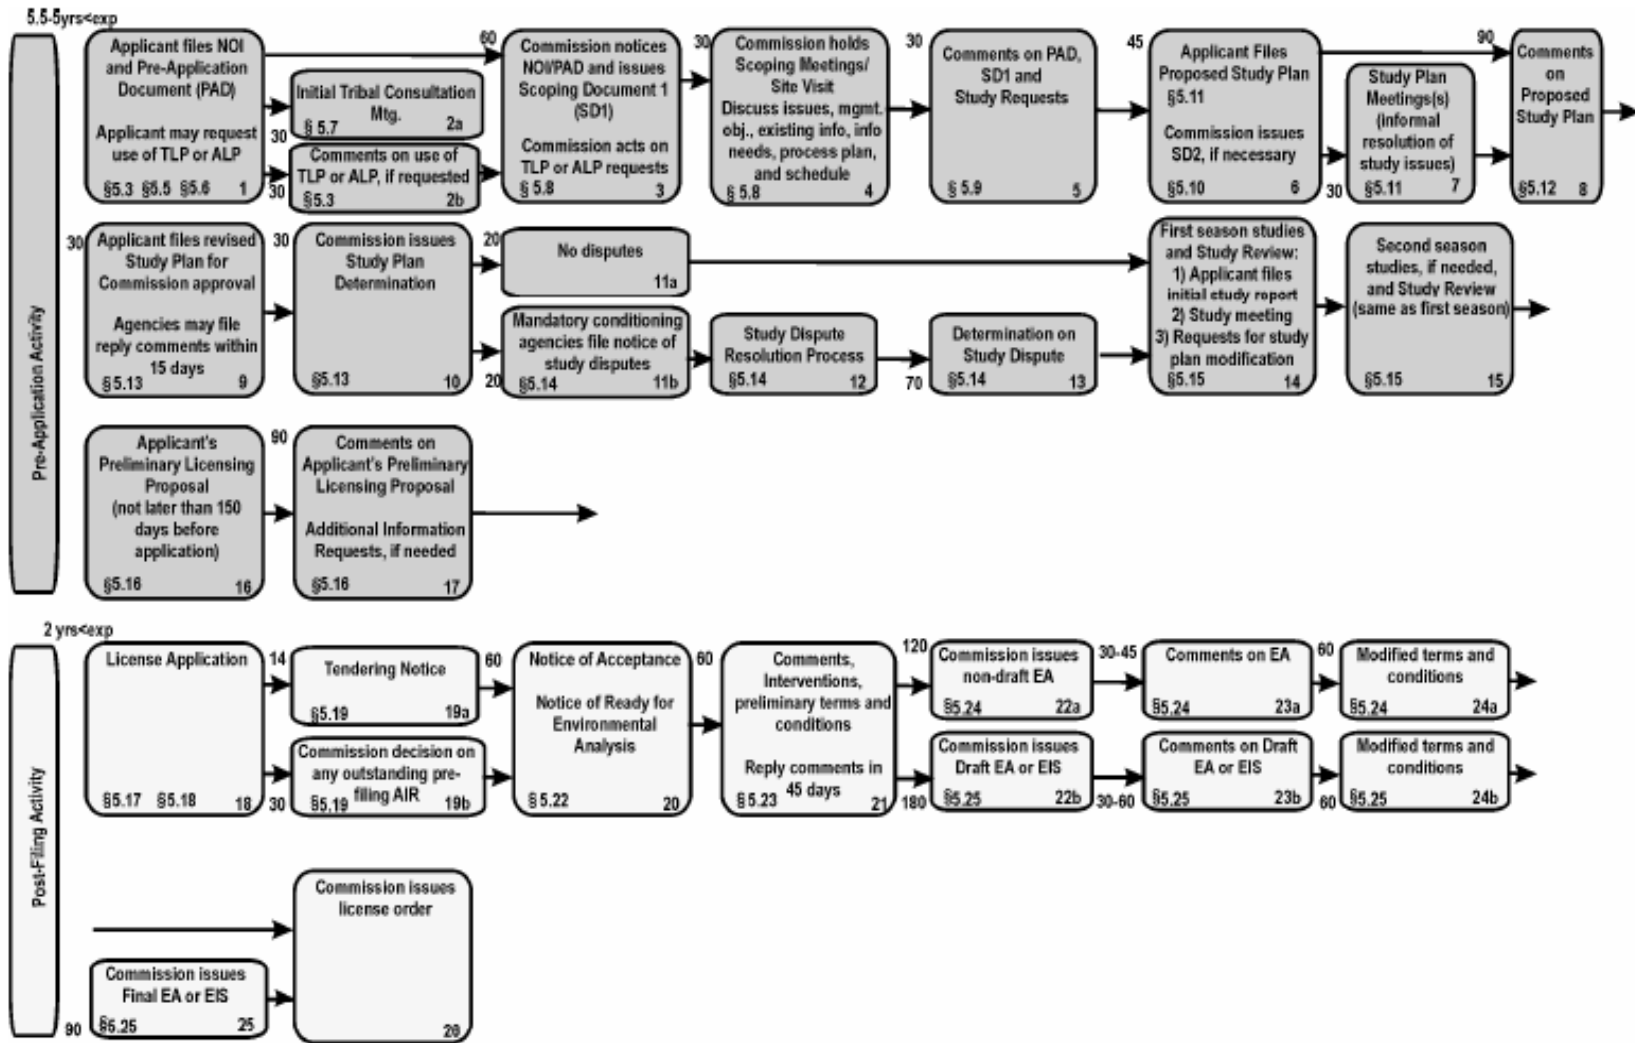 5.5-5yrs<exp
Pre-Application Activity
Applicant files NOI
and Pre-Application
Document (PAD)
Applicant may request
use of TLP or ALP
§5.3 §5.5 §5.6 1
Initial Tribal Consultation
Mtg.
§ 5.7 2a
30
Comments on use of
TLP or ALP, if requested
§5.3 2b
30
60
Commission notices
NOI/PAD and issues
Scoping Document 1
(SD1)
Commission acts on
TLP or ALP requests
§ 5.8 3
30
Commission holds
Scoping Meetings/
Site Visit
Discuss issues, mgmt.
obj., existing info, info
needs, process plan,
and schedule
§ 5.8 4
30
Comments on PAD,
SD1 and
Study Requests
§ 5.9 5
45
Applicant Files
Proposed Study Plan
§5.11
Commission issues
SD2, if necessary
§5.10 6
Study Plan
Meetings(s)
(informal
resolution of
study issues)
§5.11 7
30
90
Comments
on
Proposed
Study Plan
§5.12 8
30
Applicant files revised
Study Plan for
Commission approval
Agencies may file
reply comments within
15 days
§5.13 9
30
Commission issues
Study Plan
Determination
§5.13 10
20
No disputes
11a
Mandatory conditioning
agencies file notice of
study disputes
§5.14 11b
20
Study Dispute
Resolution Process
§5.14 12
Determination on
Study Dispute
§5.14 13
70
First season studies
and Study Review:
1) Applicant files
initial study report
2) Study meeting
3) Requests for study
plan modification
§5.15 14
Second season
studies, if needed,
and Study Review
(same as first season)
§5.15 15
Applicant's
Preliminary Licensing
Proposal
(not later than 150
days before
application)
§5.16 16
90
Comments on
Applicant's Preliminary
Licensing Proposal
Additional Information
Requests, if needed
§5.16 17
2 yrs<exp
Post-Filing Activity
License Application
§5.17 §5.18 18
14
Tendering Notice
§5.19 19a
Commission decision on
any outstanding pre-
filing AIR
§5.19 19b
30
60
Notice of Acceptance
Notice of Ready for
Environmental
Analysis
§ 5.22 20
60
Comments,
Interventions,
preliminary terms and
conditions
Reply comments in
45 days
§ 5.23 21
120
Commission issues
non-draft EA
§5.24 22a
30-45
Comments on EA
§5.24 23a
60
Modified terms and
conditions
§5.24 24a
Commission issues
Draft EA or EIS
§5.25 22b
180
Comments on Draft
EA or EIS
§5.25 23b
30-60
Modified terms and
conditions
§5.25 24b
60
Commission issues
license order
26
Commission issues
Final EA or EIS
§5.25 25
90